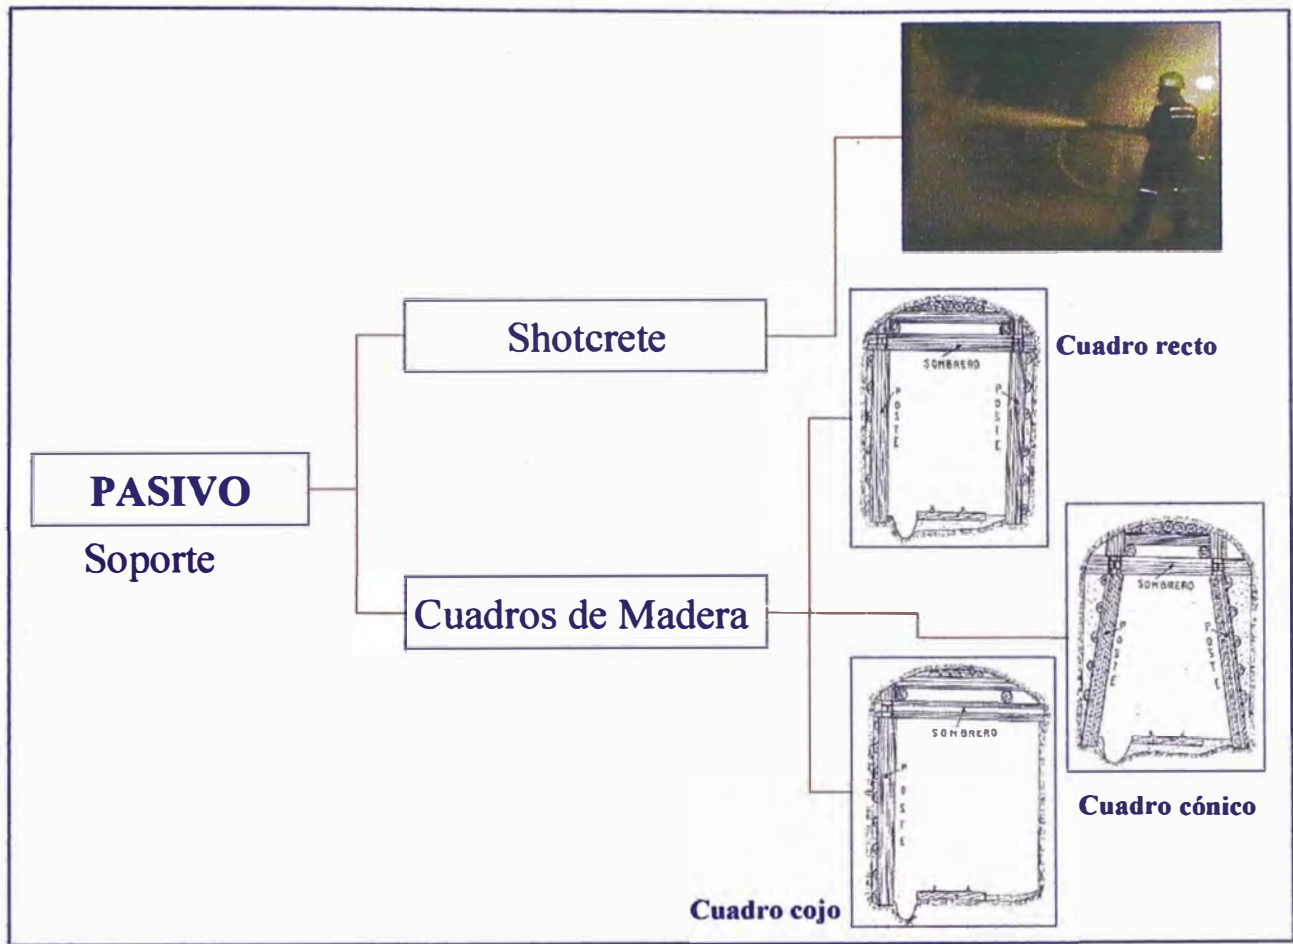 Shotcrete
Cuadro recto
SOMBRERO
POSTE
POSTE
PASIVO
Soporte
Cuadros de Madera
SOMBRERO
POSTE
POSTE
Cuadro cónico
SOMBRERO
POSTE
Cuadro cojo